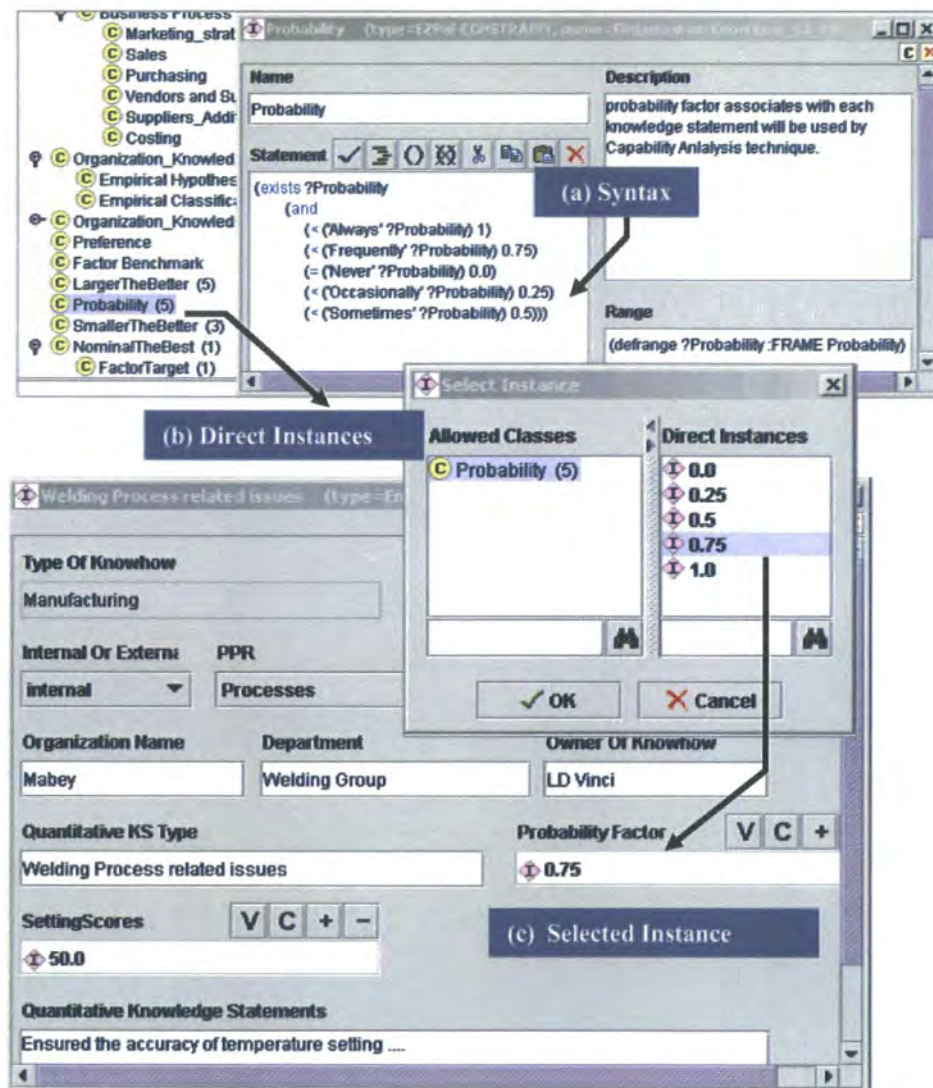 Business Process
Marketing_strat
Sales
Purchasing
Vendors and Su
Suppliers_Addi
Costing
Organization_Knowled
Empirical Hypothes
Empirical Classific
Organization_Knowled
Preference
Factor Benchmark
LargerTheBetter (5)
Probability (5)
SmallerTheBetter (3)
NominalTheBest (1)
FactorTarget (1)
Probability
C X
Name
Probability
Statement
(exists ?Probability
(and
(< ('Always' ?Probability) 1)
(< ('Frequently' ?Probability) 0.75)
(= ('Never' ?Probability) 0.0)
(< ('Occasionally' ?Probability) 0.25)
(< ('Sometimes' ?Probability) 0.5)))
Description
probability factor associates with each
knowledge statement will be used by
Capability Anlalysis technique.
(a) Syntax
Range
(defrange ?Probability :FRAME Probability)
(b) Direct Instances
Select Instance
Allowed Classes
Probability (5)
Direct Instances
0.0
0.25
0.5
0.75
1.0
OK
Cancel
Welding Process related issues (type=En
Type Of Knowhow
Manufacturing
Internal Or Externa
PPR
internal
Processes
Organization Name
Department
Owner Of Knowhow
Mabey
Welding Group
LD Vinci
Quantitative KS Type
Probability Factor
V C +
Welding Process related issues
0.75
SettingScores
V C + −
50.0
(c) Selected Instance
Quantitative Knowledge Statements
Ensured the accuracy of temperature setting ....